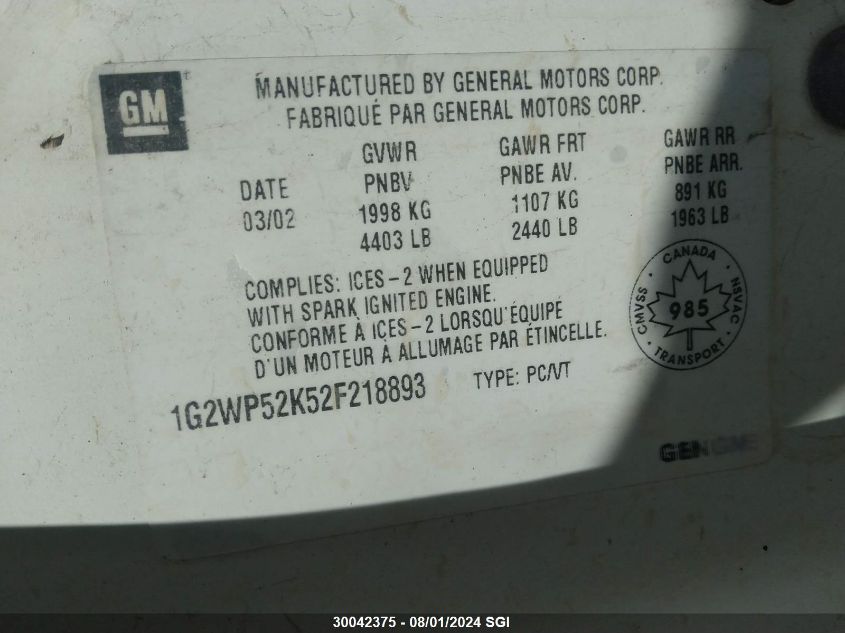 GM
MANUFACTURED BY GENERAL MOTORS CORP.
FABRIQUÉ PAR GENERAL MOTORS CORP.
DATE
03/02
GVWR
PNBV
1998 KG
4403 LB
GAWR FRT
PNBE AV.
1107 KG
2440 LB
GAWR RR
PNBE ARR.
891 KG
1963 LB
COMPLIES: ICES-2 WHEN EQUIPPED
WITH SPARK IGNITED ENGINE.
CONFORME À ICES-2 LORSQU'ÉQUIPÉ
D'UN MOTEUR À ALLUMAGE PAR ÉTINCELLE.
CANADA
CMVSS
NSVAC
985
TRANSPORT
1G2WP52K52F218893
TYPE: PC/VT
30042375 - 08/01/2024 SGI